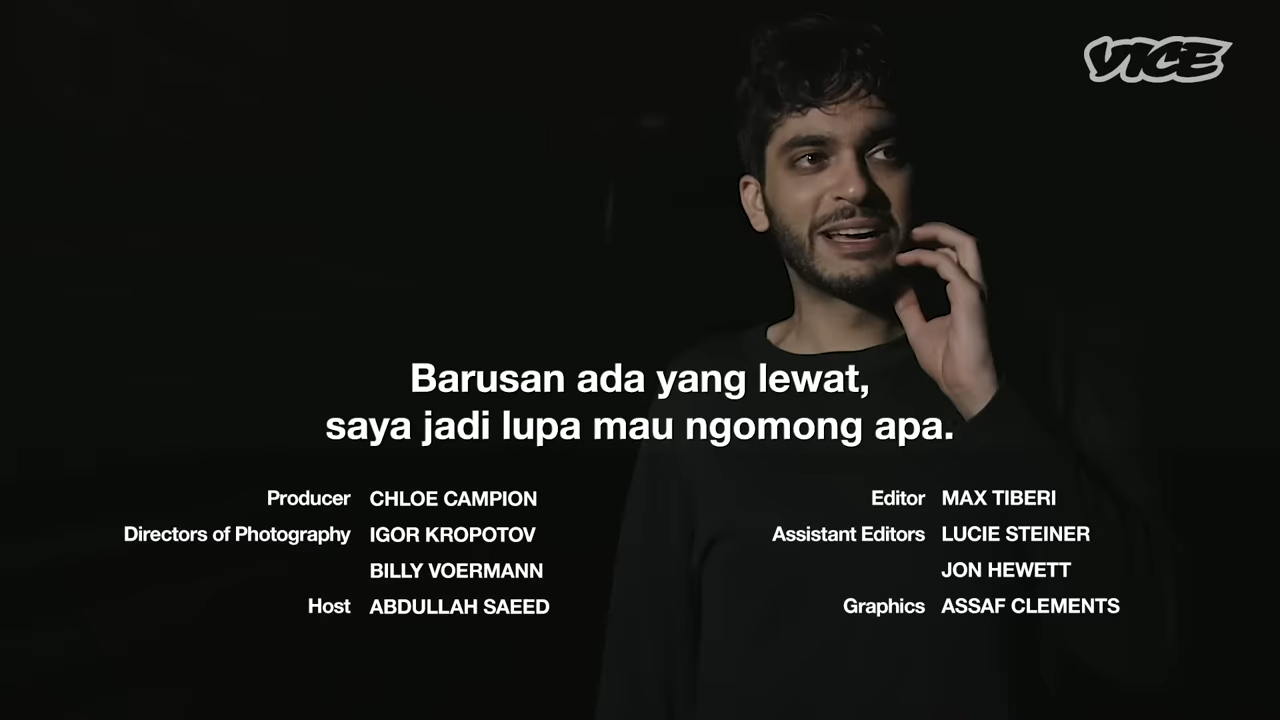 VICE
Barusan ada yang lewat,
saya jadi lupa mau ngomong apa.
Producer CHLOE CAMPION
Directors of Photography IGOR KROPOTOV
BILLY VOERMANN
Host ABDULLAH SAEED
Editor MAX TIBERI
Assistant Editors LUCIE STEINER
JON HEWETT
Graphics ASSAF CLEMENTS